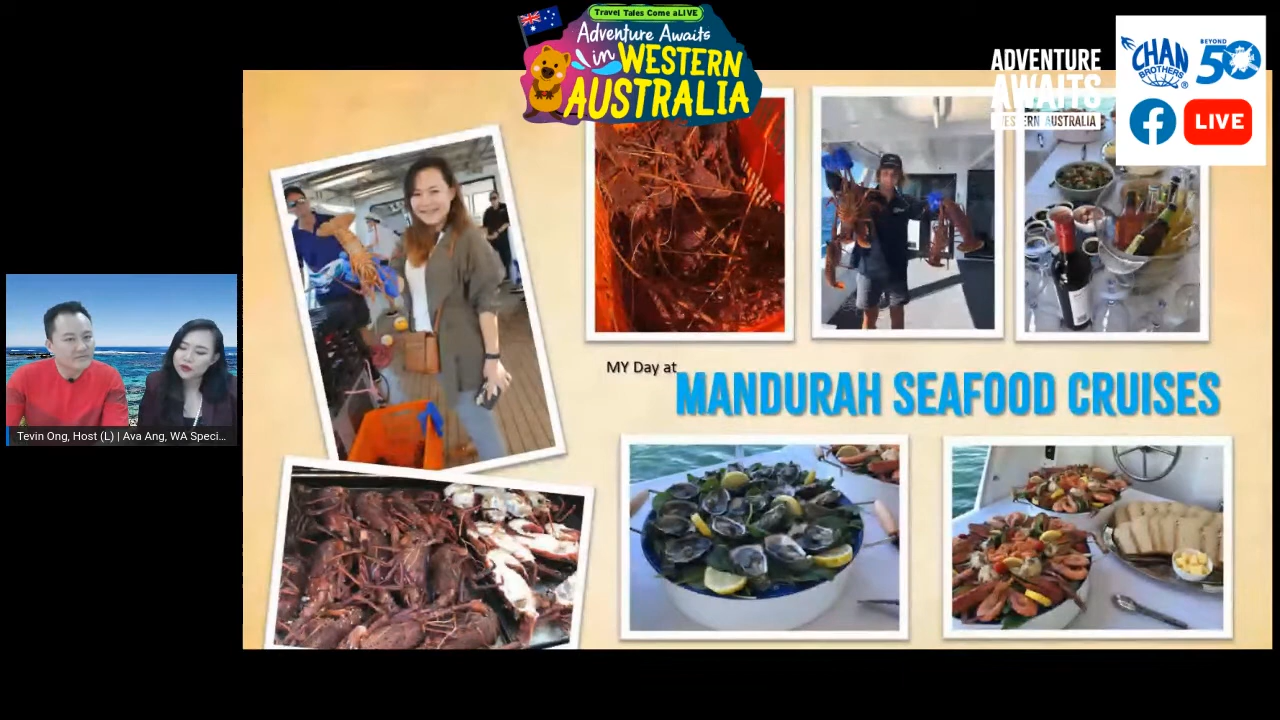 Travel Tales Come aLIVE
Adventure Awaits
in WESTERN
AUSTRALIA
ADVENTURE
AWAITS
WESTERN AUSTRALIA
CHAN
BROTHERS®
BEYOND
50
LIVE
MY Day at
MANDURAH SEAFOOD CRUISES
Tevin Ong, Host (L) | Ava Ang, WA Speci...